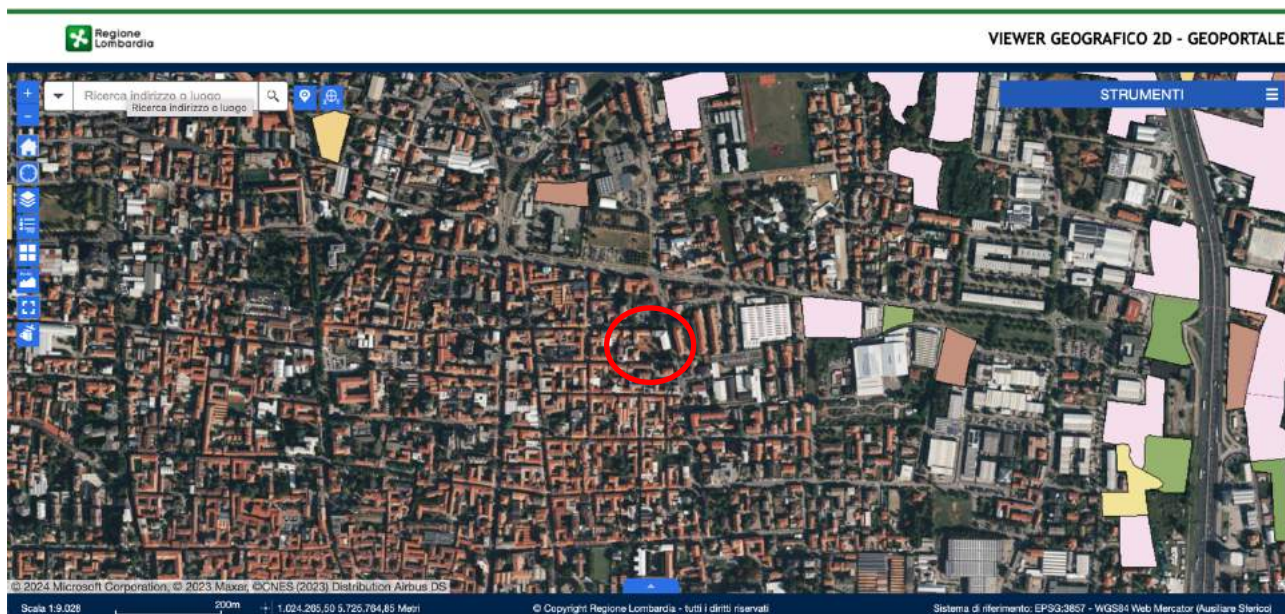 Regione
Lombardia
VIEWER GEOGRAFICO 2D - GEOPORTALE
Ricerca indirizzo o luogo
Ricerca indirizzo o luogo
STRUMENTI
© 2024 Microsoft Corporation, © 2023 Maxar, ©CNES (2023) Distribution Airbus DS
Scala 1:9.028
200m
1.024.265,50 5.725.764,85 Metri
© Copyright Regione Lombardia - tutti i diritti riservati
Sistema di riferimento: EPSG:3857 - WGS84 Web Mercator (Ausiliare Sferico)